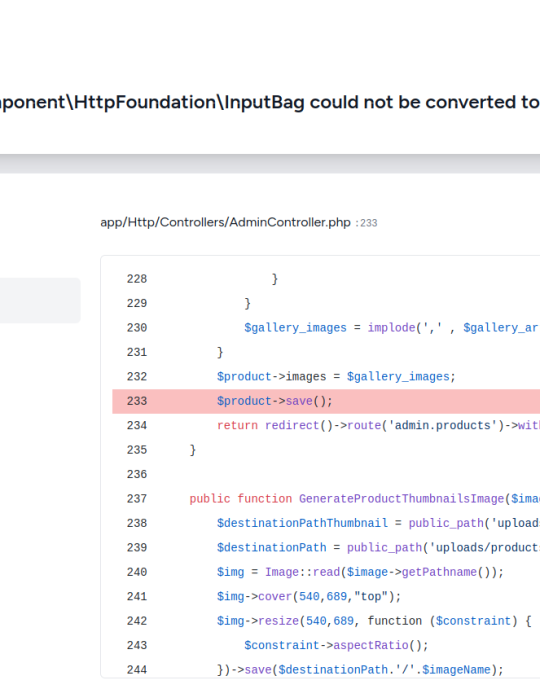 ponent\HttpFoundation\InputBag could not be converted to
app/Http/Controllers/AdminController.php :233
228 }
229 }
230 $gallery_images = implode(',' , $gallery_ar
231 }
232 $product->images = $gallery_images;
233 $product->save();
234 return redirect()->route('admin.products')->wit
235 }
236
237 public function GenerateProductThumbnailsImage($ima
238 $destinationPathThumbnail = public_path('upload
239 $destinationPath = public_path('uploads/product
240 $img = Image::read($image->getPathname());
241 $img->cover(540,689,"top");
242 $img->resize(540,689, function ($constraint) {
243 $constraint->aspectRatio();
244 })->save($destinationPath.'/'.$imageName);